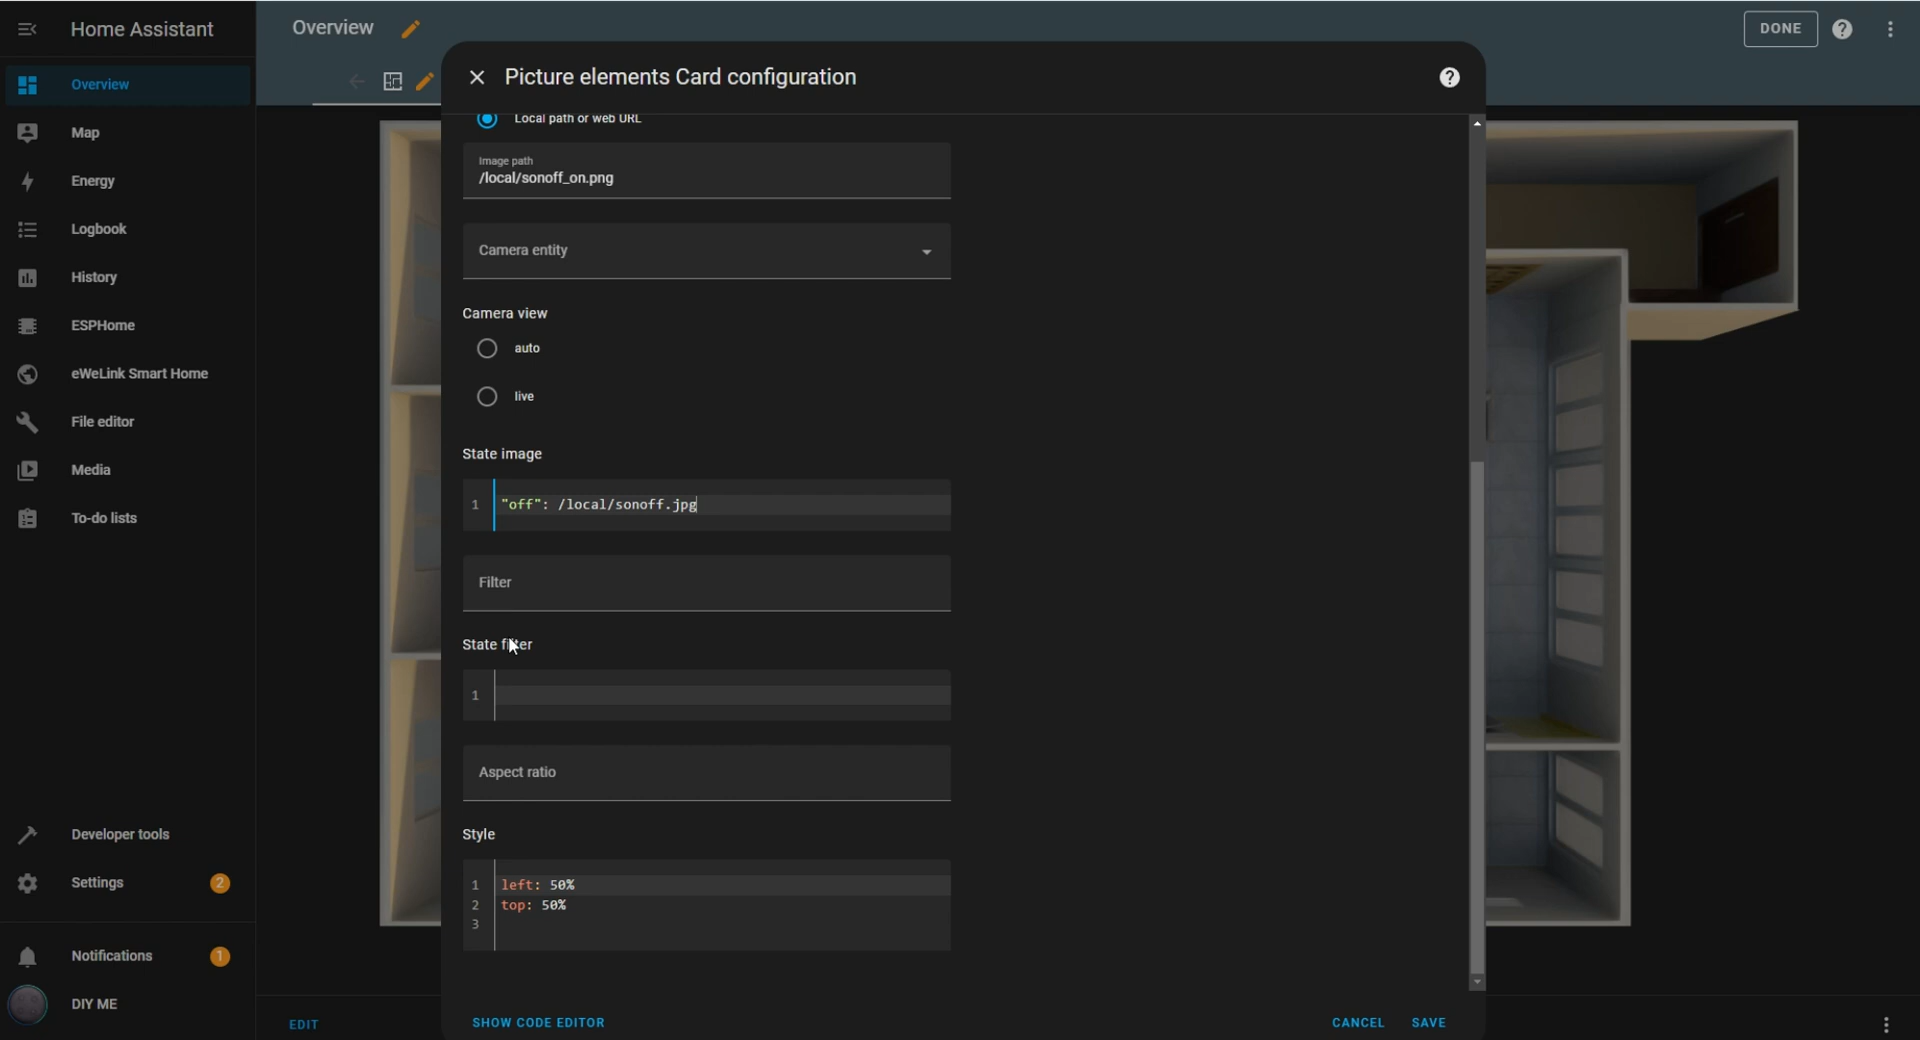 Home Assistant
Overview
DONE
Overview
Map
Energy
Logbook
History
ESPHome
eWeLink Smart Home
File editor
Media
To-do lists
Developer tools
Settings 2
Notifications 1
DIY ME
EDIT
Picture elements Card configuration
Local path or web URL
Image path
/local/sonoff_on.png
Camera entity
Camera view
auto
live
State image
1 "off": /local/sonoff.jpg
Filter
State filter
1
Aspect ratio
Style
1 left: 50%
2 top: 50%
3
SHOW CODE EDITOR
CANCEL
SAVE